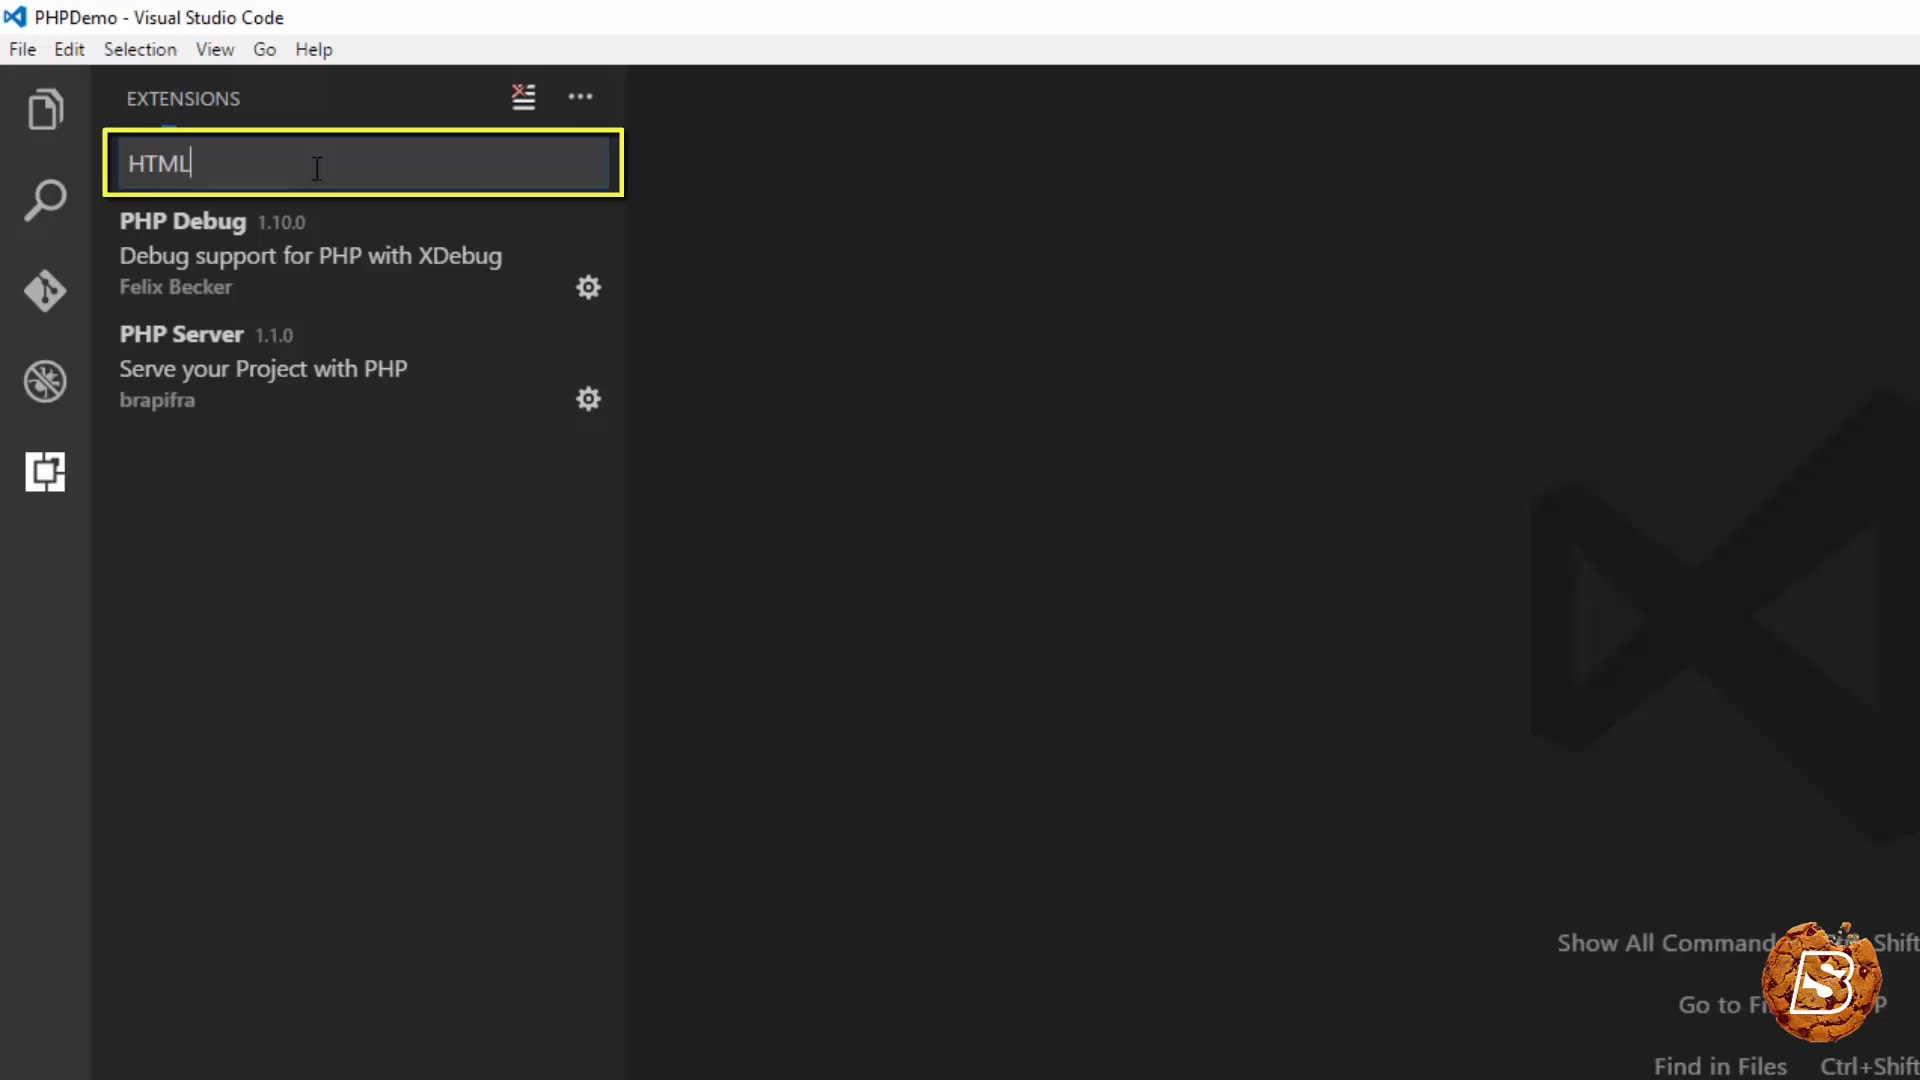 PHPDemo - Visual Studio Code
File Edit Selection View Go Help
EXTENSIONS
HTML
PHP Debug 1.10.0
Debug support for PHP with XDebug
Felix Becker
PHP Server 1.1.0
Serve your Project with PHP
brapifra
Show All Command Shift
Go to Fi P
Find in Files Ctrl+Shift